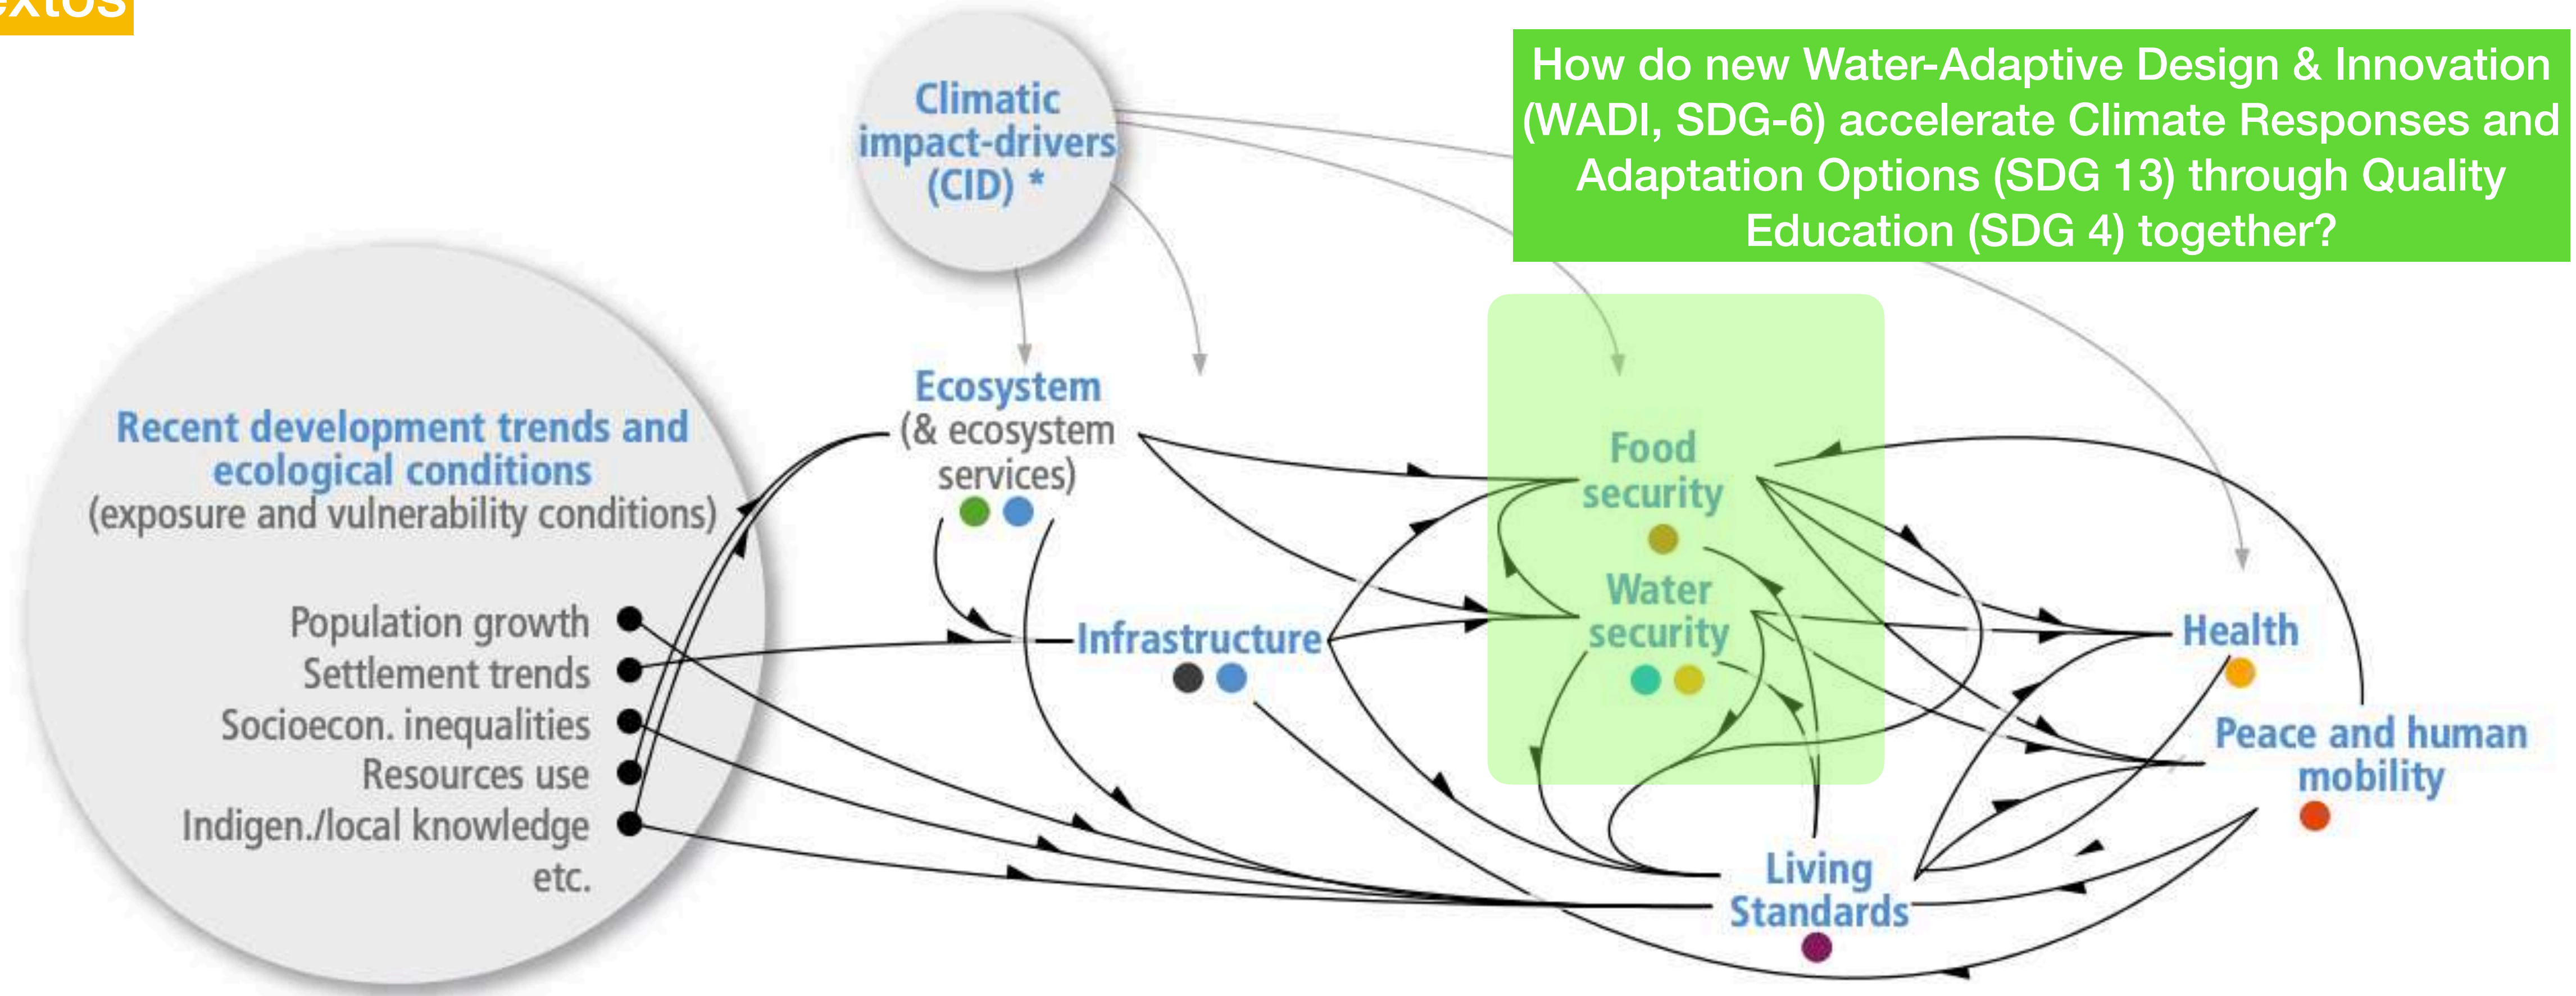 Climatic
impact-drivers
(CID) *
How do new Water-Adaptive Design & Innovation
(WADI, SDG-6) accelerate Climate Responses and
Adaptation Options (SDG 13) through Quality
Education (SDG 4) together?
Recent development trends and
ecological conditions
(exposure and vulnerability conditions)
Population growth
Settlement trends
Socioecon. inequalities
Resources use
Indigen./local knowledge
etc.
Ecosystem
(& ecosystem
services)
Infrastructure
Food
security
Water
security
Health
Peace and human
mobility
Living
Standards